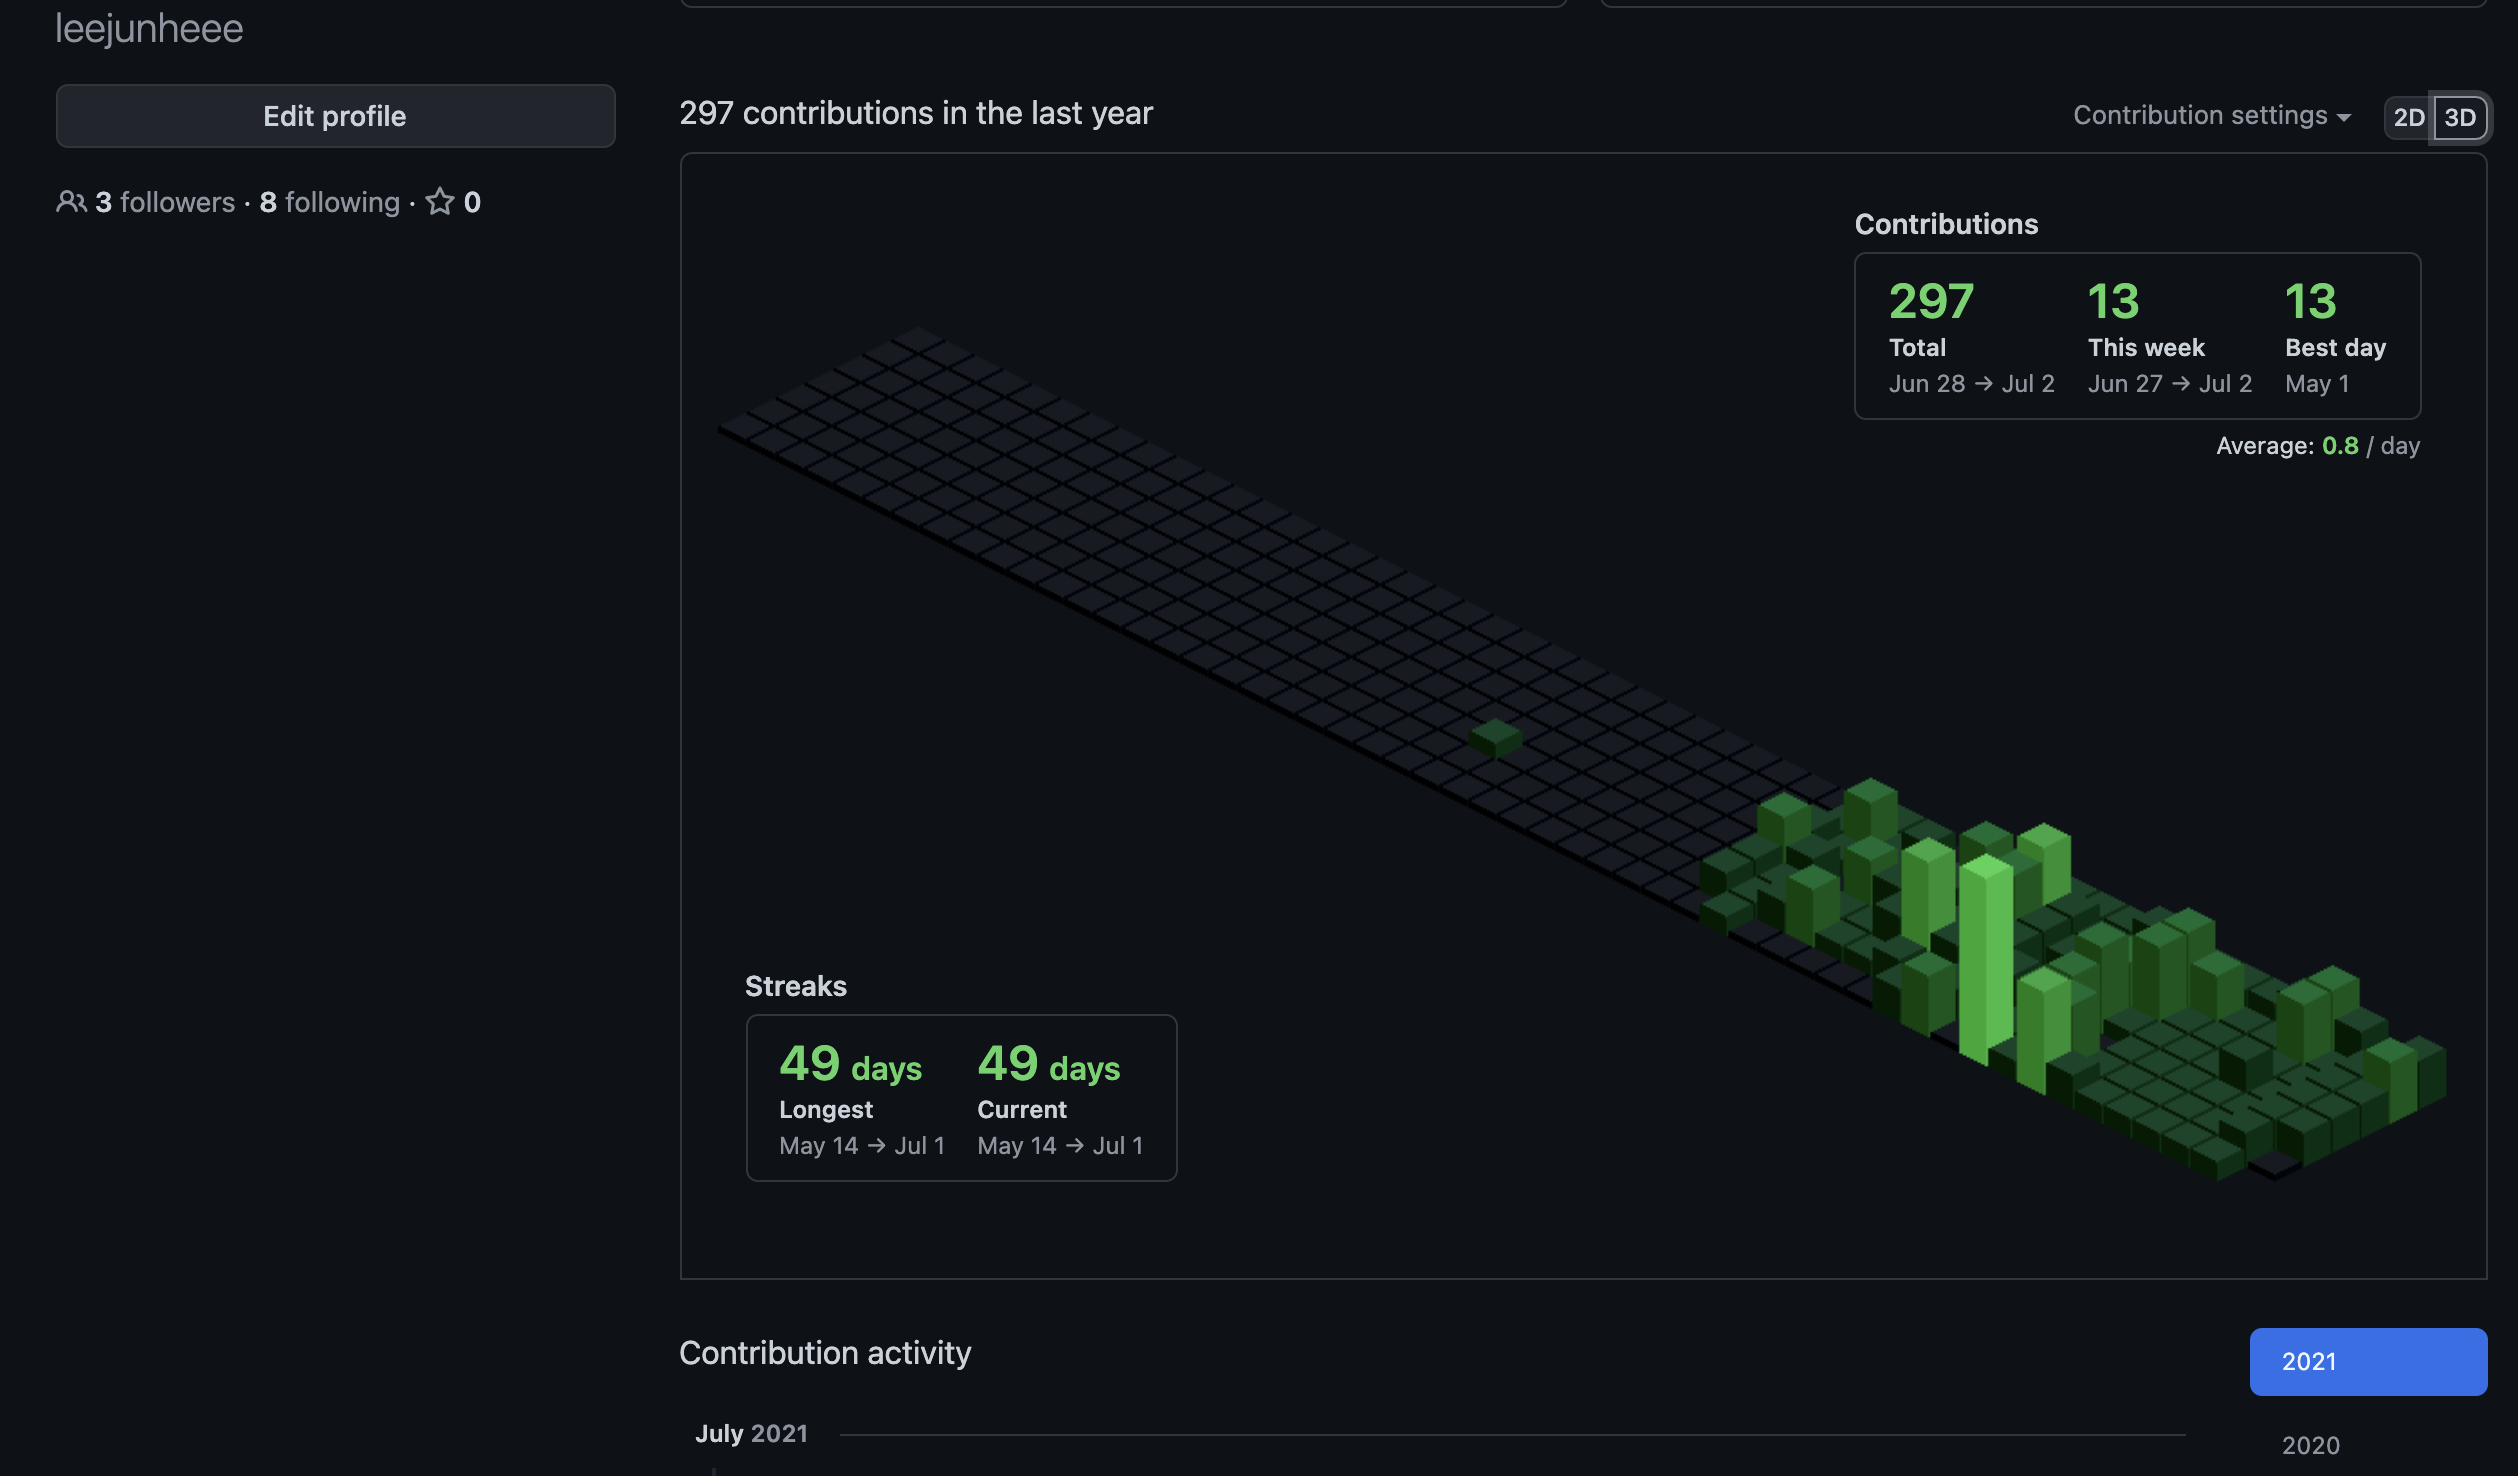 leejunheee
Edit profile
3 followers · 8 following · 0
297 contributions in the last year
Contribution settings
2D 3D
Contributions
297 13 13
Total This week Best day
Jun 28 → Jul 2 Jun 27 → Jul 2 May 1
Average: 0.8 / day
Streaks
49 days 49 days
Longest Current
May 14 → Jul 1 May 14 → Jul 1
Contribution activity
2021
July 2021
2020